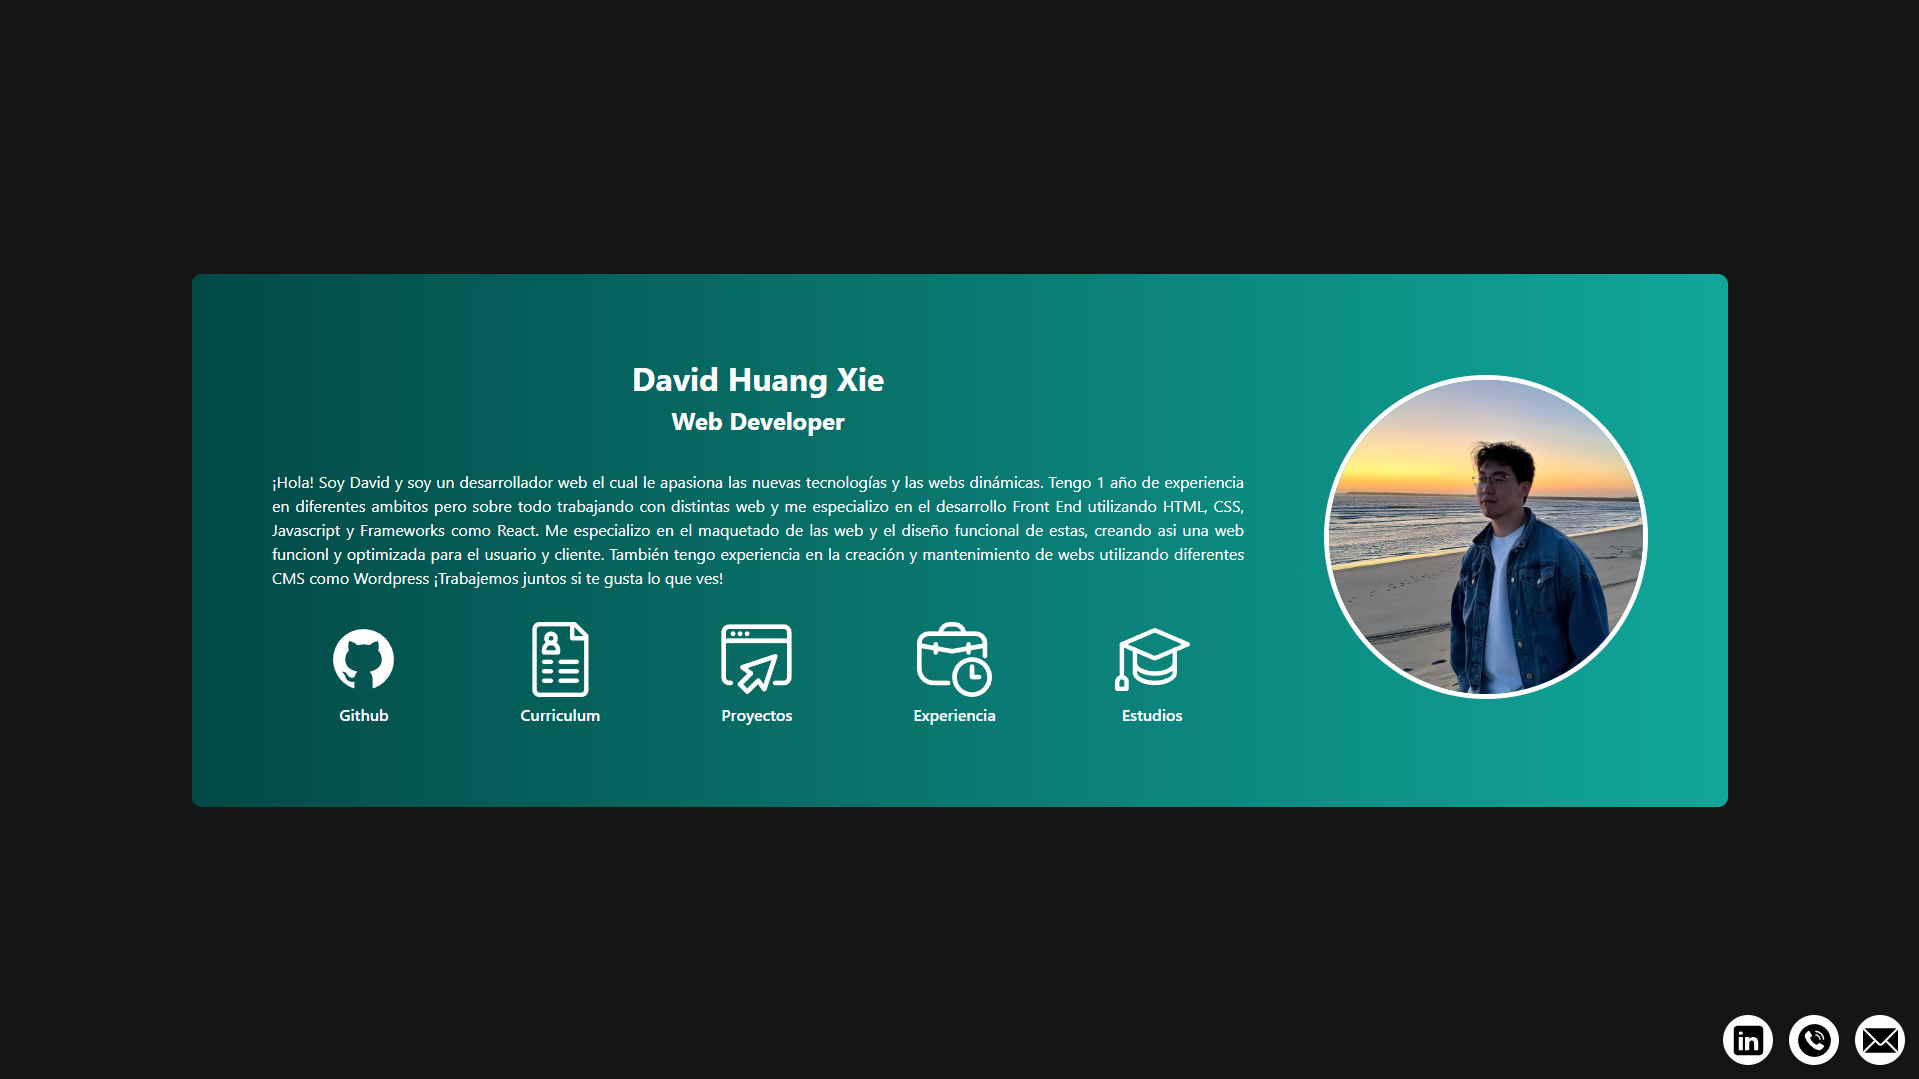 David Huang Xie
Web Developer
¡Hola! Soy David y soy un desarrollador web el cual le apasiona las nuevas tecnologías y las webs dinámicas. Tengo 1 año de experiencia
en diferentes ambitos pero sobre todo trabajando con distintas web y me especializo en el desarrollo Front End utilizando HTML, CSS,
Javascript y Frameworks como React. Me especializo en el maquetado de las web y el diseño funcional de estas, creando asi una web
funcionl y optimizada para el usuario y cliente. También tengo experiencia en la creación y mantenimiento de webs utilizando diferentes
CMS como Wordpress ¡Trabajemos juntos si te gusta lo que ves!
Github
Curriculum
Proyectos
Experiencia
Estudios
in